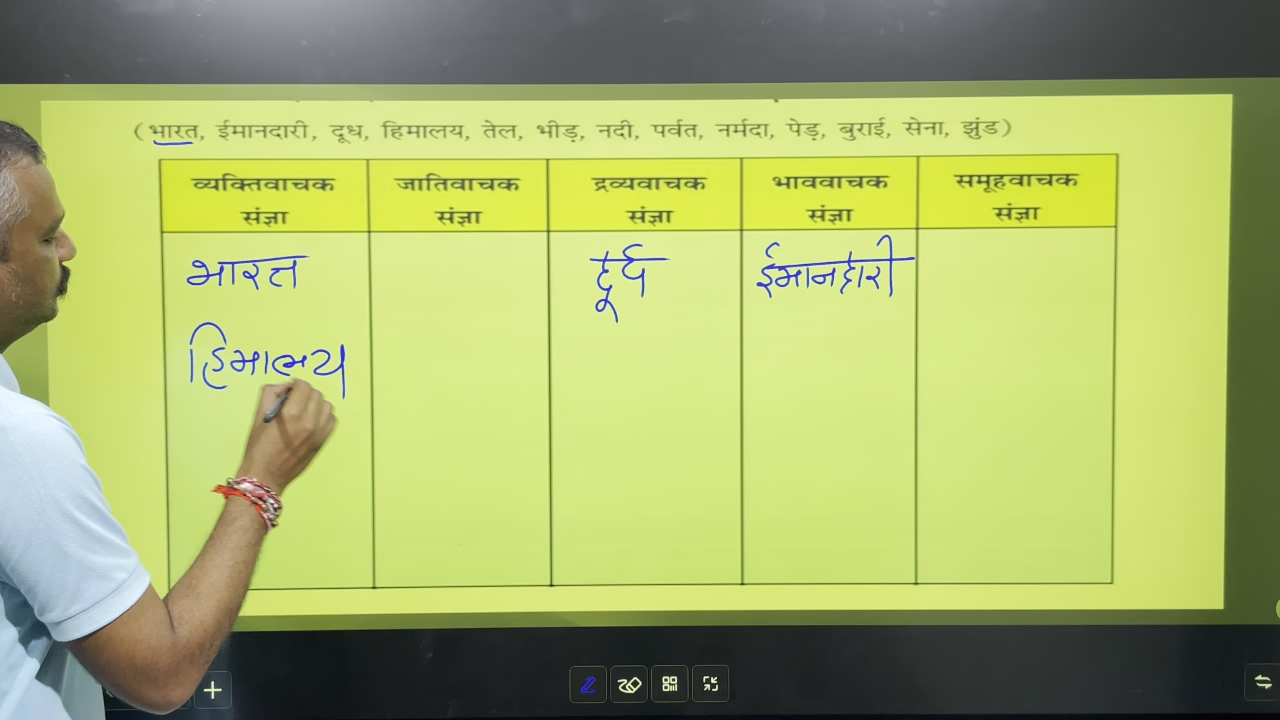 (भारत, ईमानदारी, दूध, हिमालय, तेल, भीड़, नदी, पर्वत, नर्मदा, पेड़, बुराई, सेना, झुंड)
व्यक्तिवाचक संज्ञा
जातिवाचक संज्ञा
द्रव्यवाचक संज्ञा
भाववाचक संज्ञा
समूहवाचक संज्ञा
भारत
दूध
ईमानदारी
हिमालय